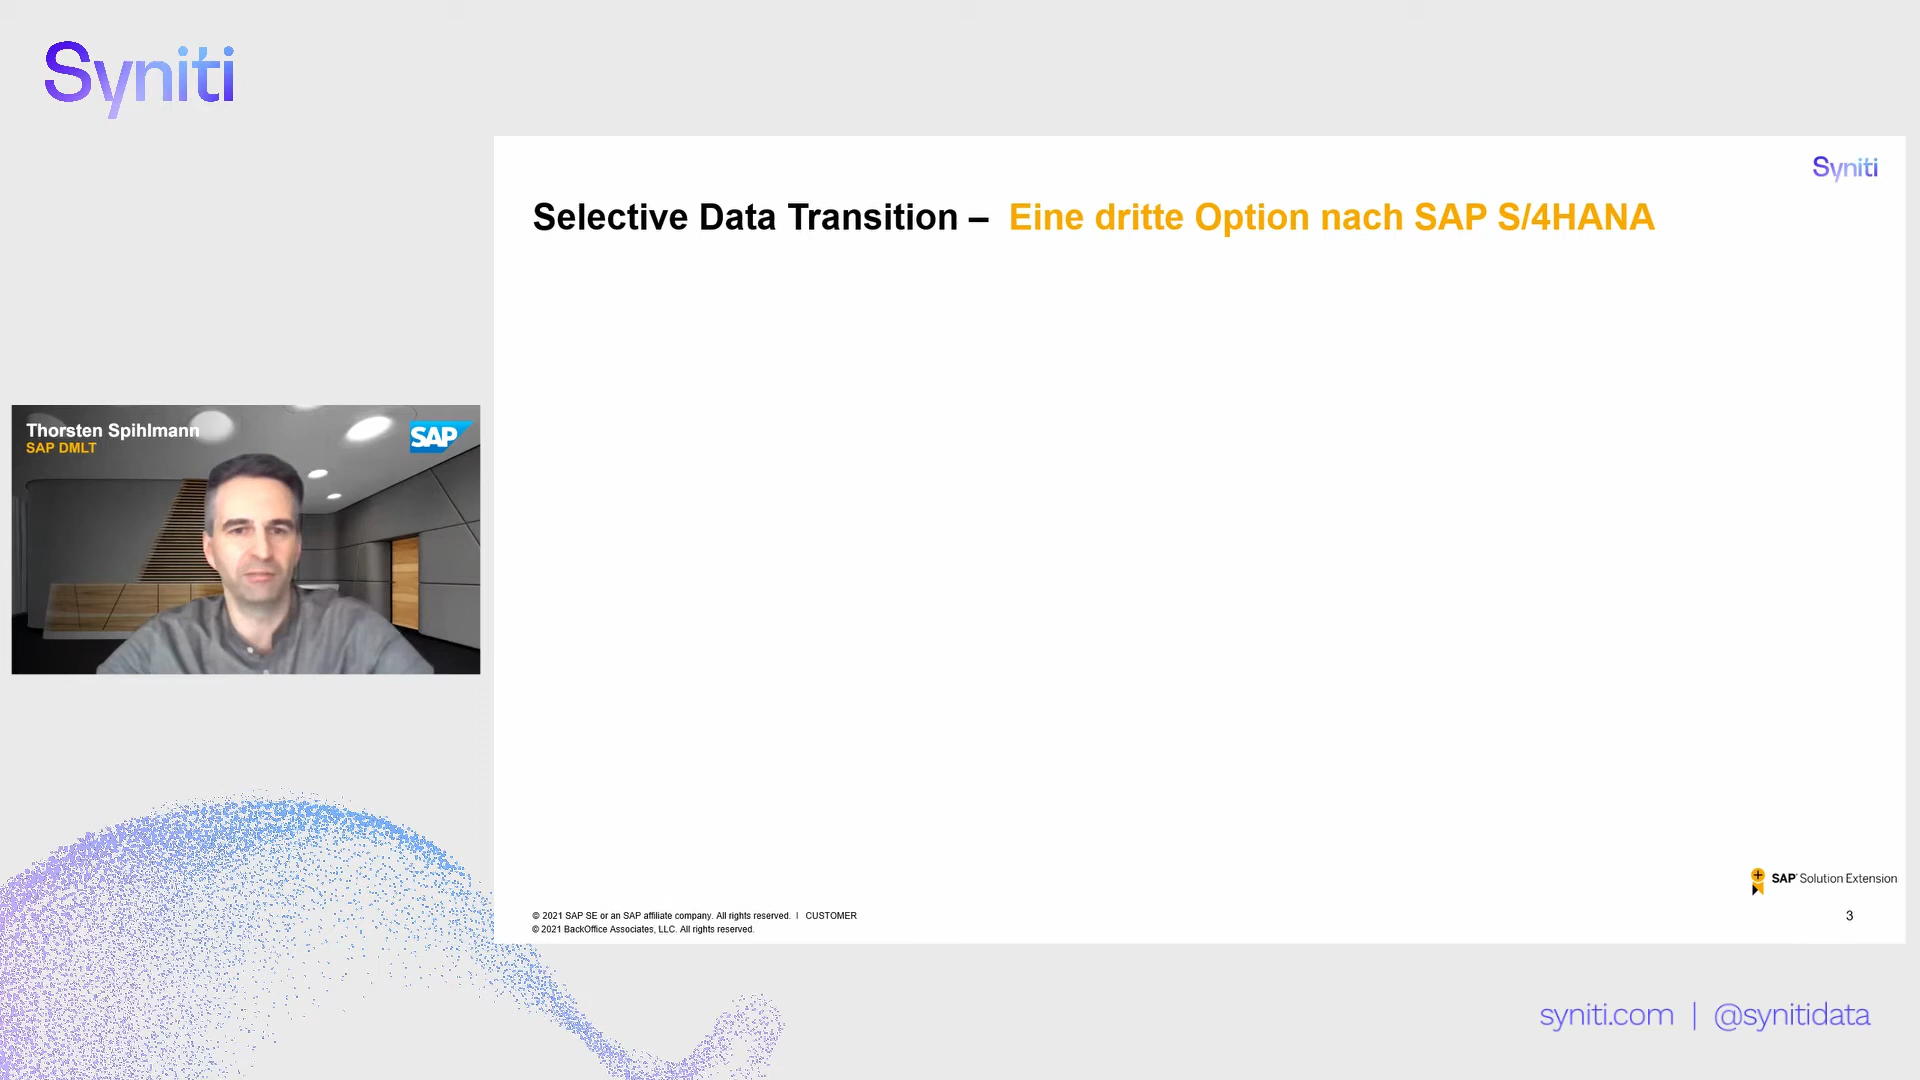 Syniti
Syniti
Selective Data Transition – Eine dritte Option nach SAP S/4HANA
Thorsten Spihlmann
SAP DMLT
SAP
SAP Solution Extension
© 2021 SAP SE or an SAP affiliate company. All rights reserved. | CUSTOMER
3
© 2021 BackOffice Associates, LLC. All rights reserved.
syniti.com | @synitidata